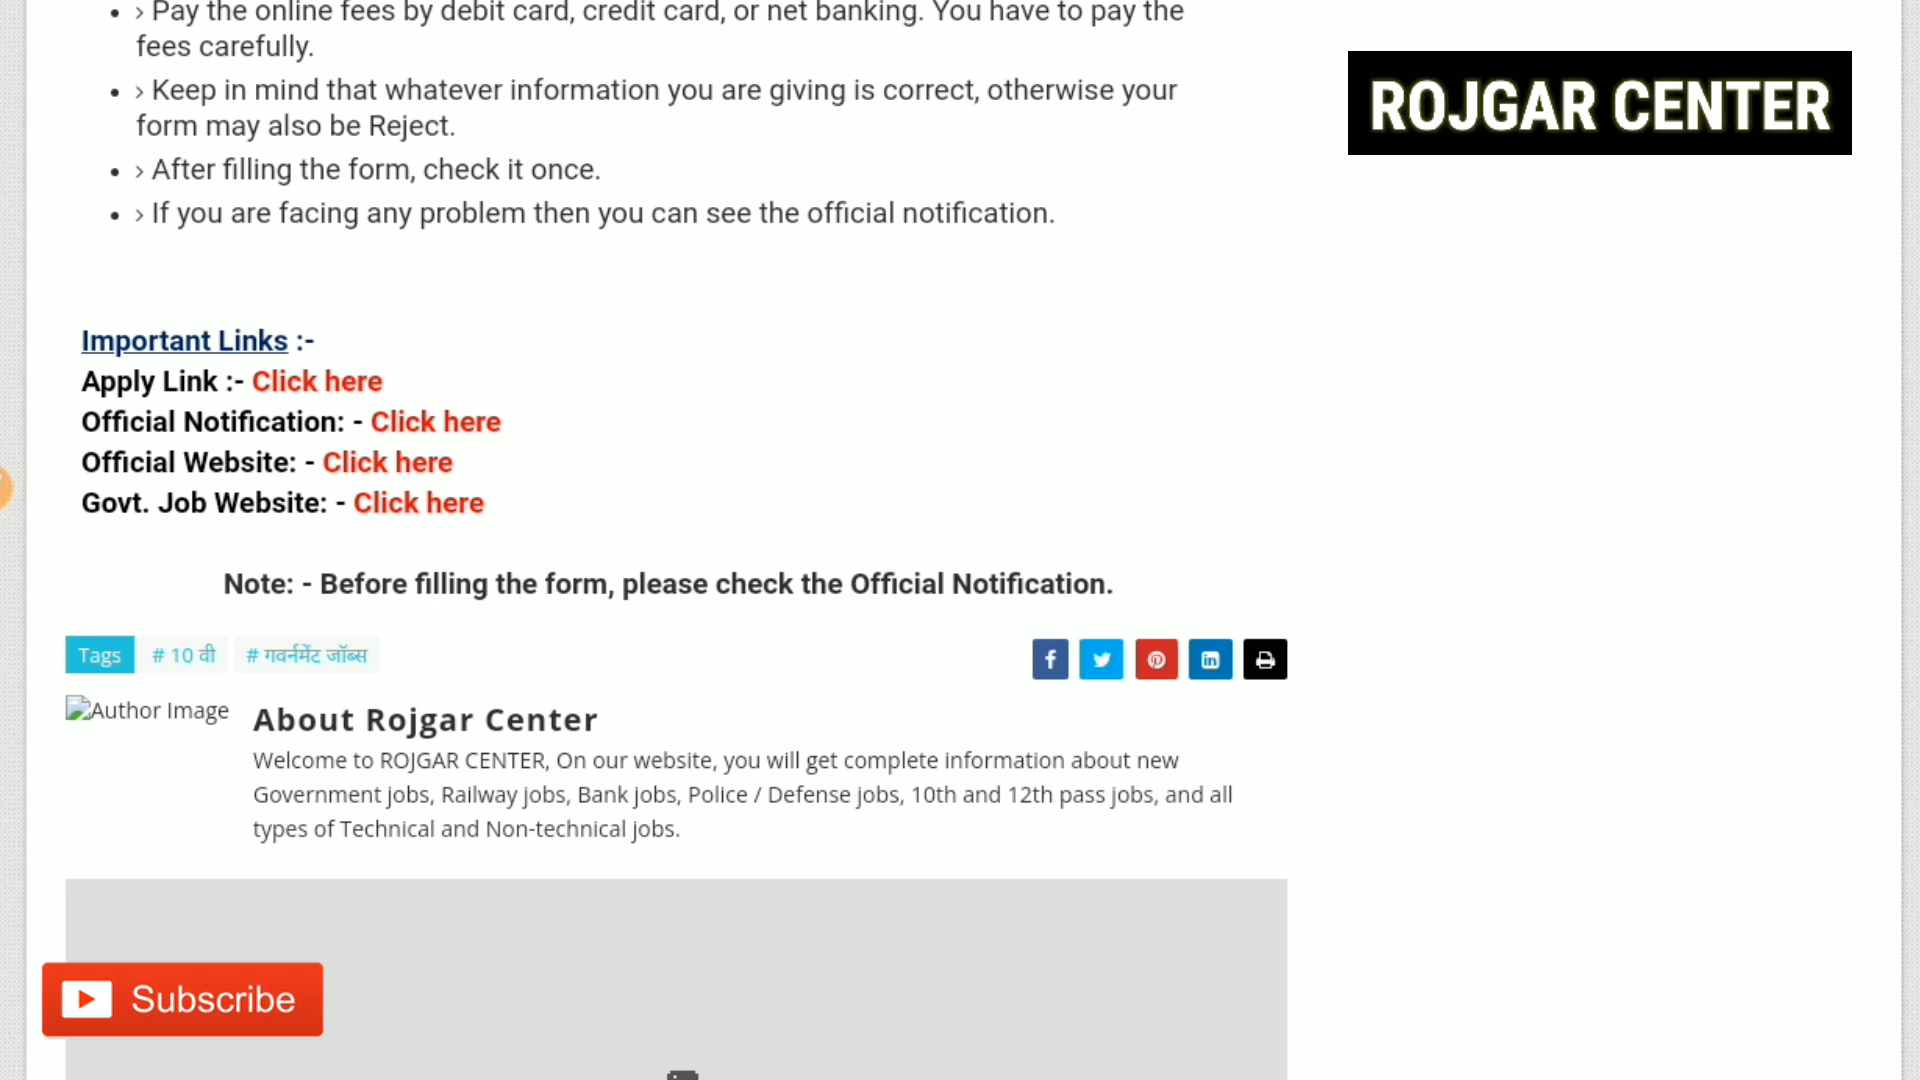 › Pay the online fees by debit card, credit card, or net banking. You have to pay the
fees carefully.
› Keep in mind that whatever information you are giving is correct, otherwise your
form may also be Reject.
› After filling the form, check it once.
› If you are facing any problem then you can see the official notification.
ROJGAR CENTER
Important Links :-
Apply Link :- Click here
Official Notification: - Click here
Official Website: - Click here
Govt. Job Website: - Click here
Note: - Before filling the form, please check the Official Notification.
Tags # 10 वी # गवर्नमेंट जॉब्स
Author Image
About Rojgar Center
Welcome to ROJGAR CENTER, On our website, you will get complete information about new
Government jobs, Railway jobs, Bank jobs, Police / Defense jobs, 10th and 12th pass jobs, and all
types of Technical and Non-technical jobs.
Subscribe